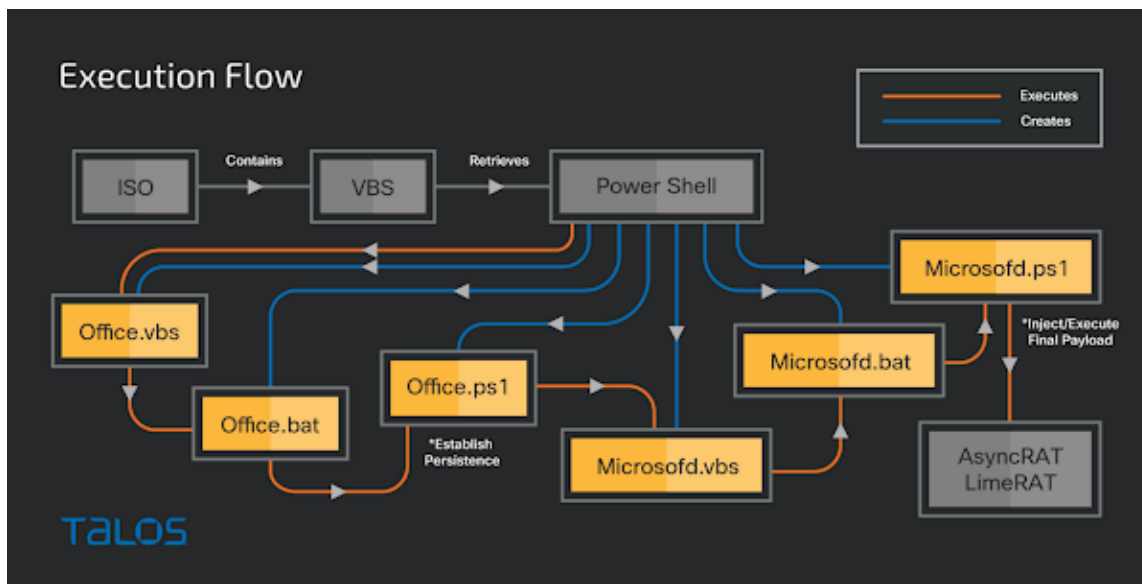 Execution Flow
Executes
Creates
Contains
Retrieves
ISO
VBS
Power Shell
Microsofd.ps1
Office.vbs
*Inject/Execute
Final Payload
Microsofd.bat
Office.ps1
Office.bat
*Establish
Persistence
Microsofd.vbs
AsyncRAT
LimeRAT
TALOS